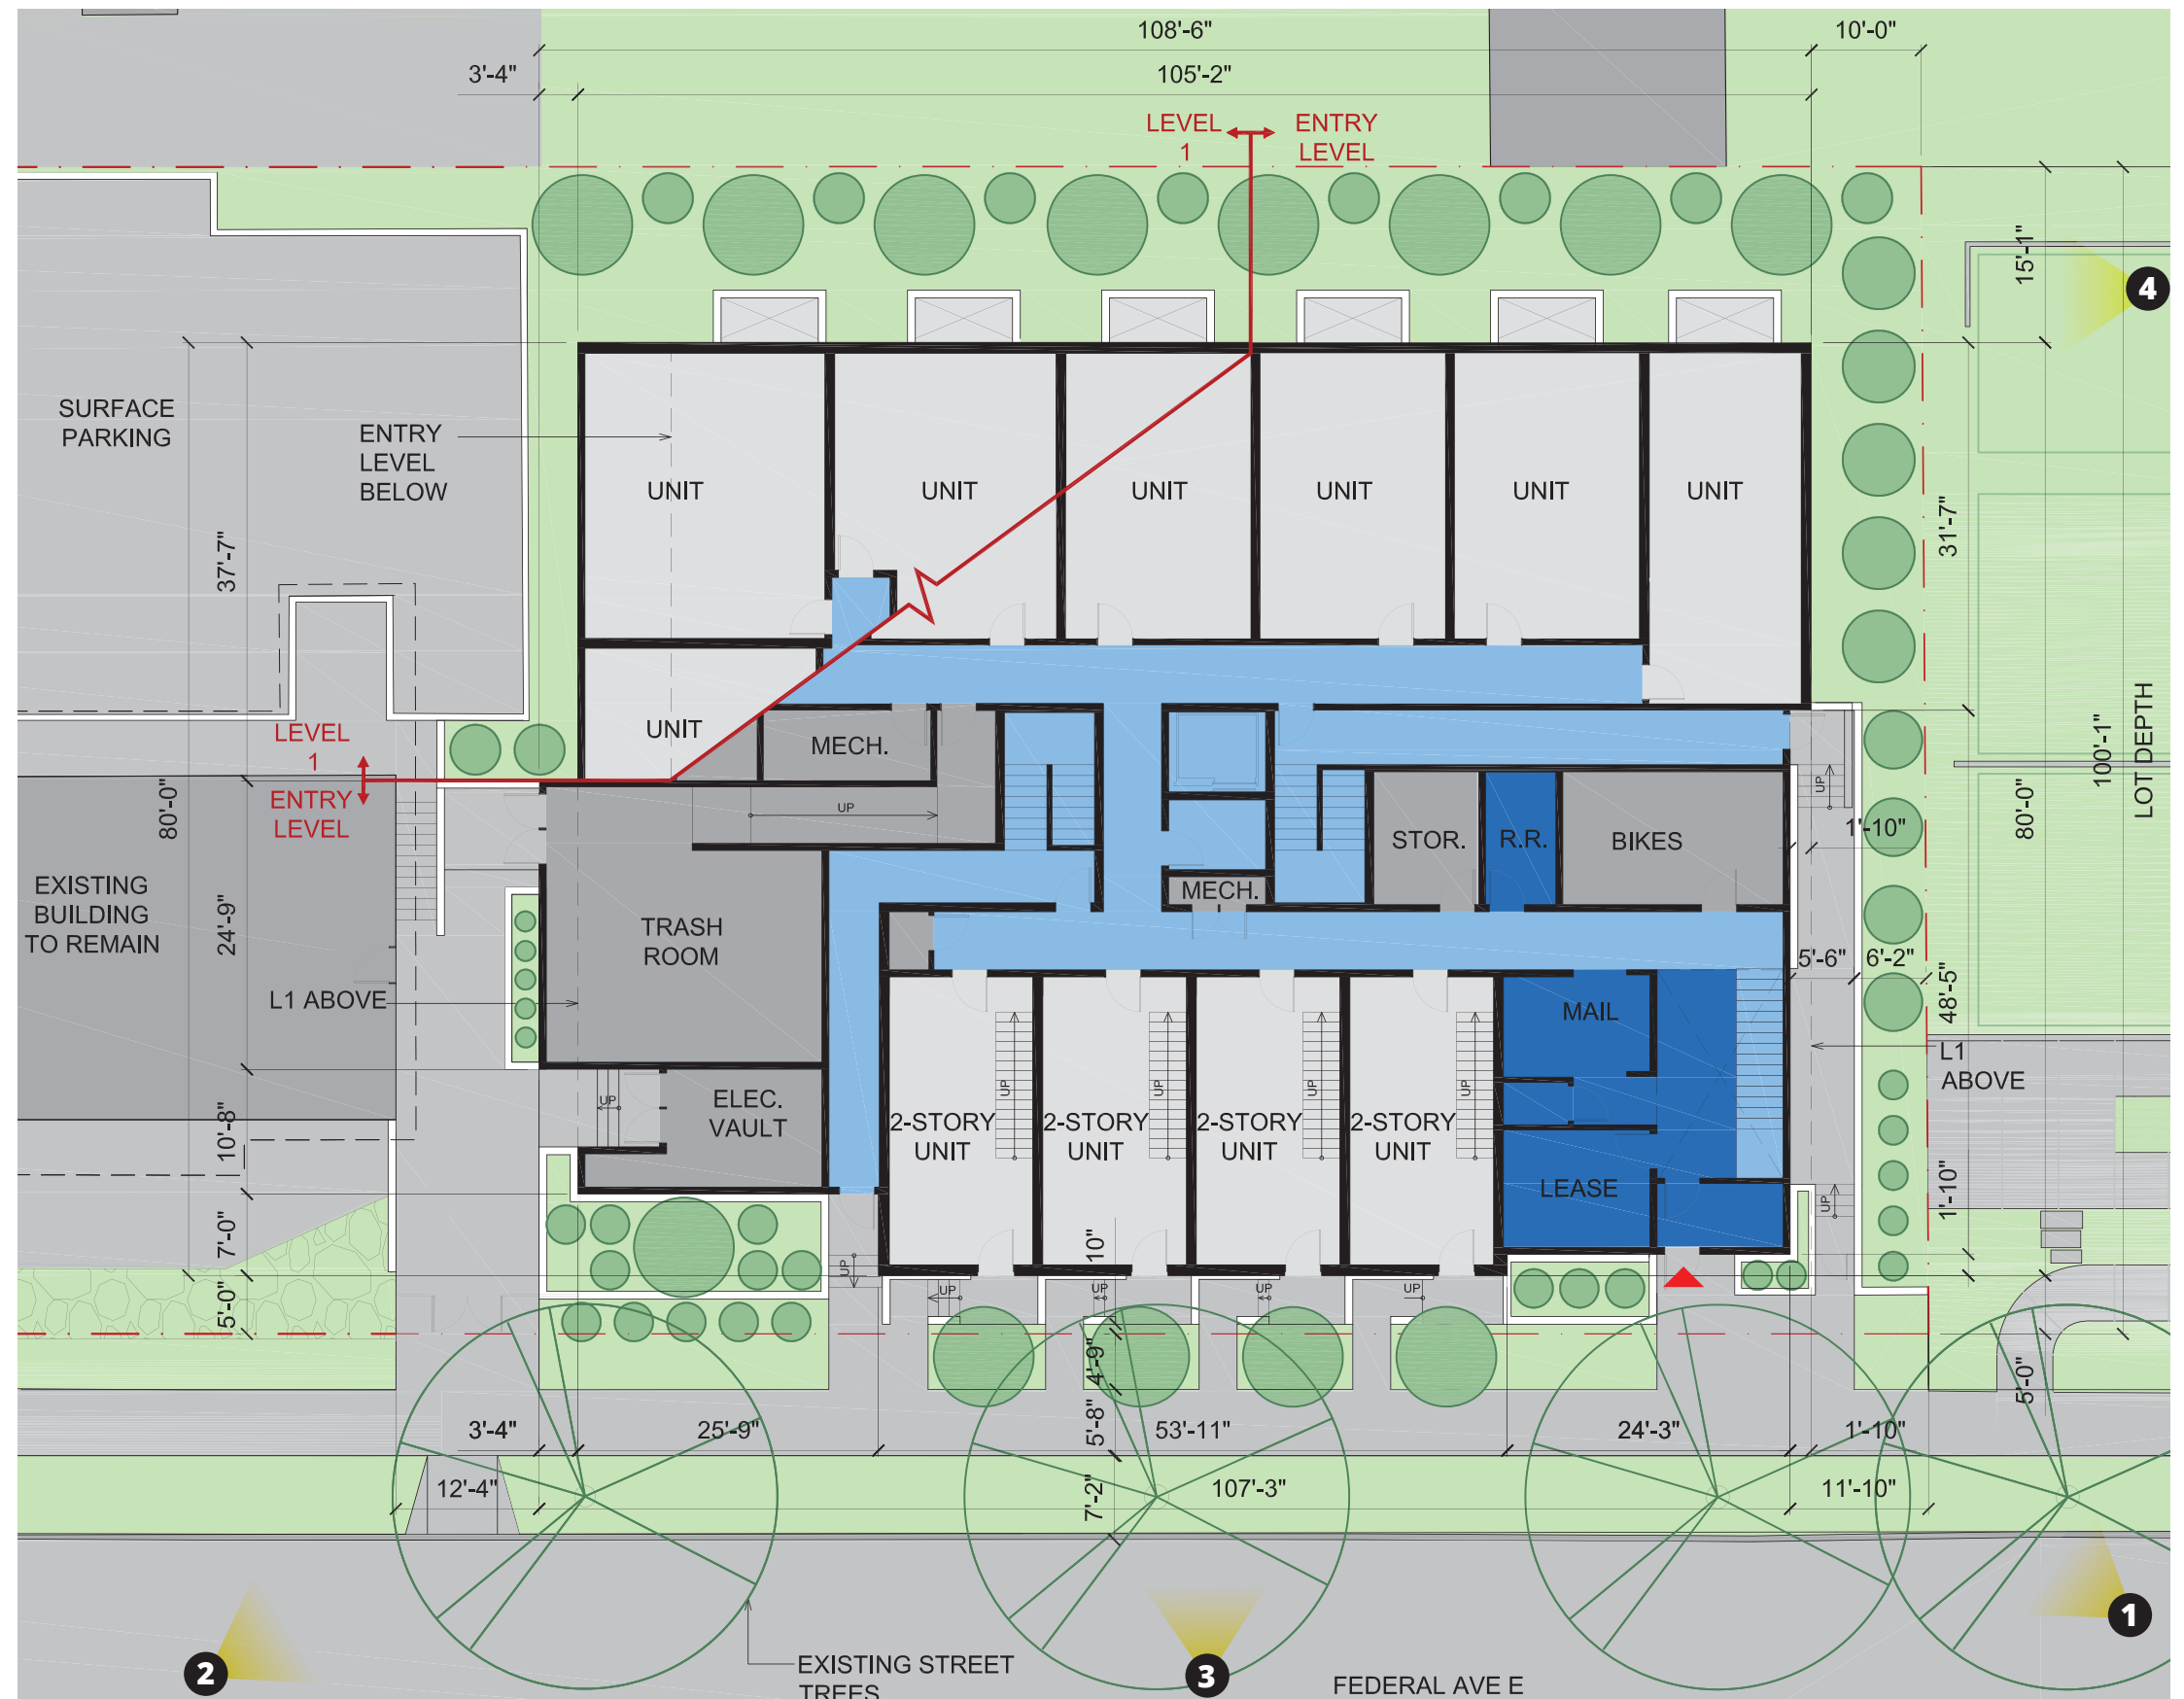 108'-6"
10'-0"
3'-4"
105'-2"
LEVEL
1
ENTRY
LEVEL
15'-1"
4
SURFACE
PARKING
ENTRY
LEVEL
BELOW
UNIT
UNIT
UNIT
UNIT
UNIT
UNIT
37'-7"
31'-7"
LEVEL
1
UNIT
MECH.
ENTRY
LEVEL
80'-0"
UP
UP
100'-1"
LOT DEPTH
80'-0"
1'-10"
STOR.
R.R.
BIKES
EXISTING
BUILDING
TO REMAIN
24'-9"
TRASH
ROOM
MECH.
5'-6"
6'-2"
48'-5"
L1 ABOVE
MAIL
L1
ABOVE
UP
UP
UP
UP
UP
ELEC.
VAULT
10'-8"
2-STORY
UNIT
2-STORY
UNIT
2-STORY
UNIT
2-STORY
UNIT
LEASE
UP
1'-10"
7'-0"
10"
UP
UP
UP
UP
UP
5'-0"
4'-9"
5'-0"
3'-4"
25'-9"
5'-8"
53'-11"
24'-3"
1'-10"
12'-4"
7'-2"
107'-3"
11'-10"
1
2
3
EXISTING STREET
TREES
FEDERAL AVE E